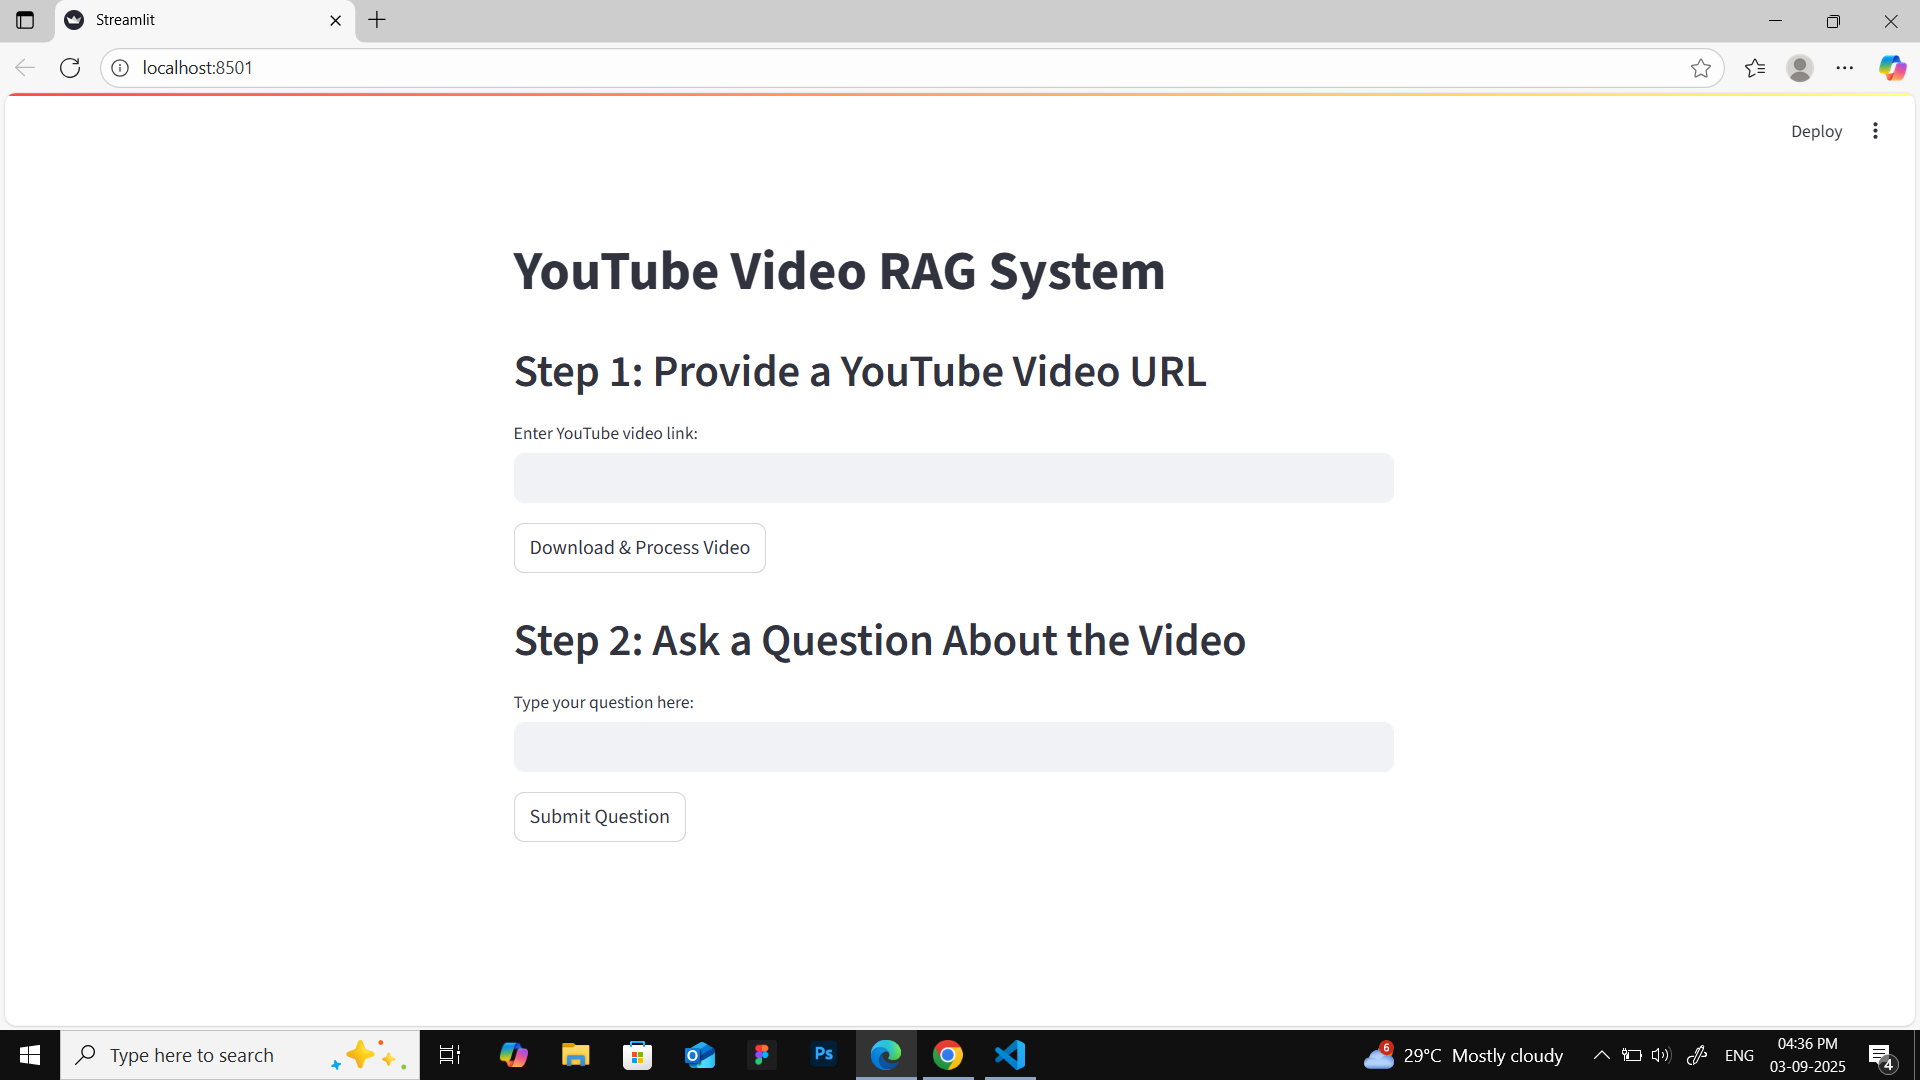 Streamlit
localhost:8501
Deploy
YouTube Video RAG System
Step 1: Provide a YouTube Video URL
Enter YouTube video link:
Download & Process Video
Step 2: Ask a Question About the Video
Type your question here:
Submit Question
Type here to search
Ps
6
29°C Mostly cloudy
ENG
04:36 PM
03-09-2025
4